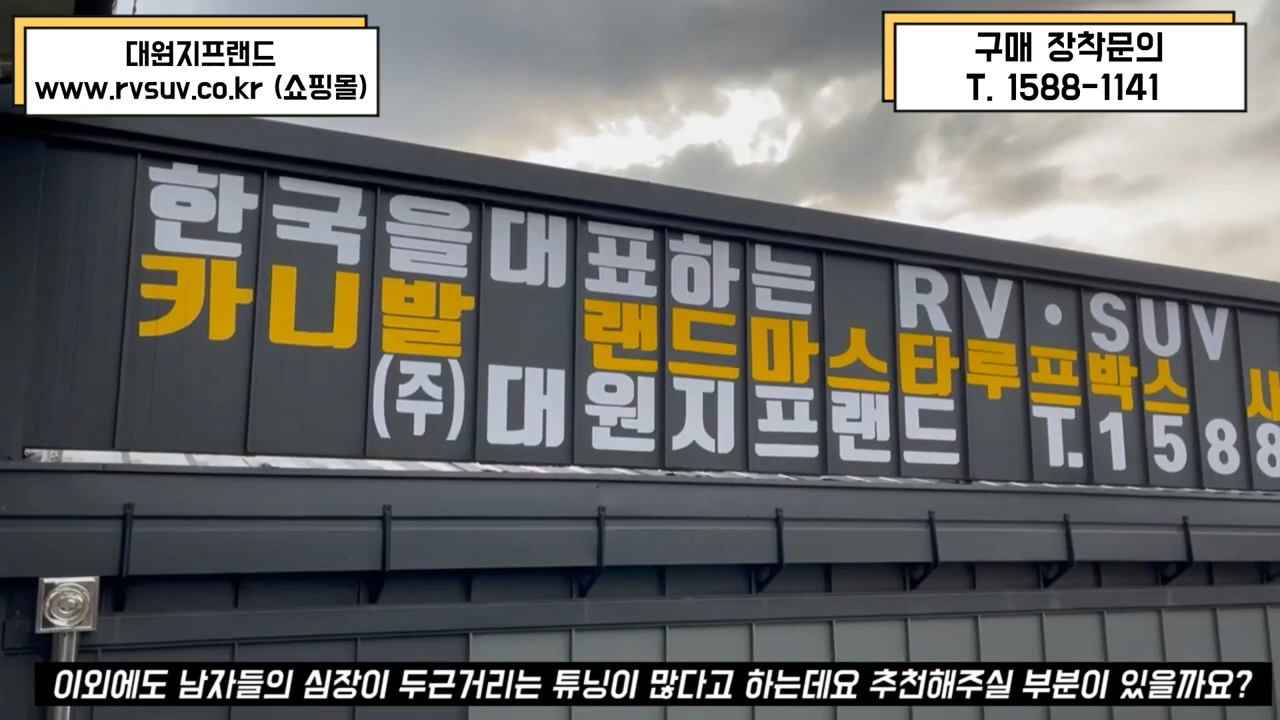 대원지프랜드
www.rvsuv.co.kr (쇼핑몰)
구매 장착문의
T. 1588-1141
한국을대표하는 RV·SUV
카니발 랜드마스타루프박스
(주)대원지프랜드 T.1588
이외에도 남자들의 심장이 두근거리는 튜닝이 많다고 하는데요 추천해주실 부분이 있을까요?